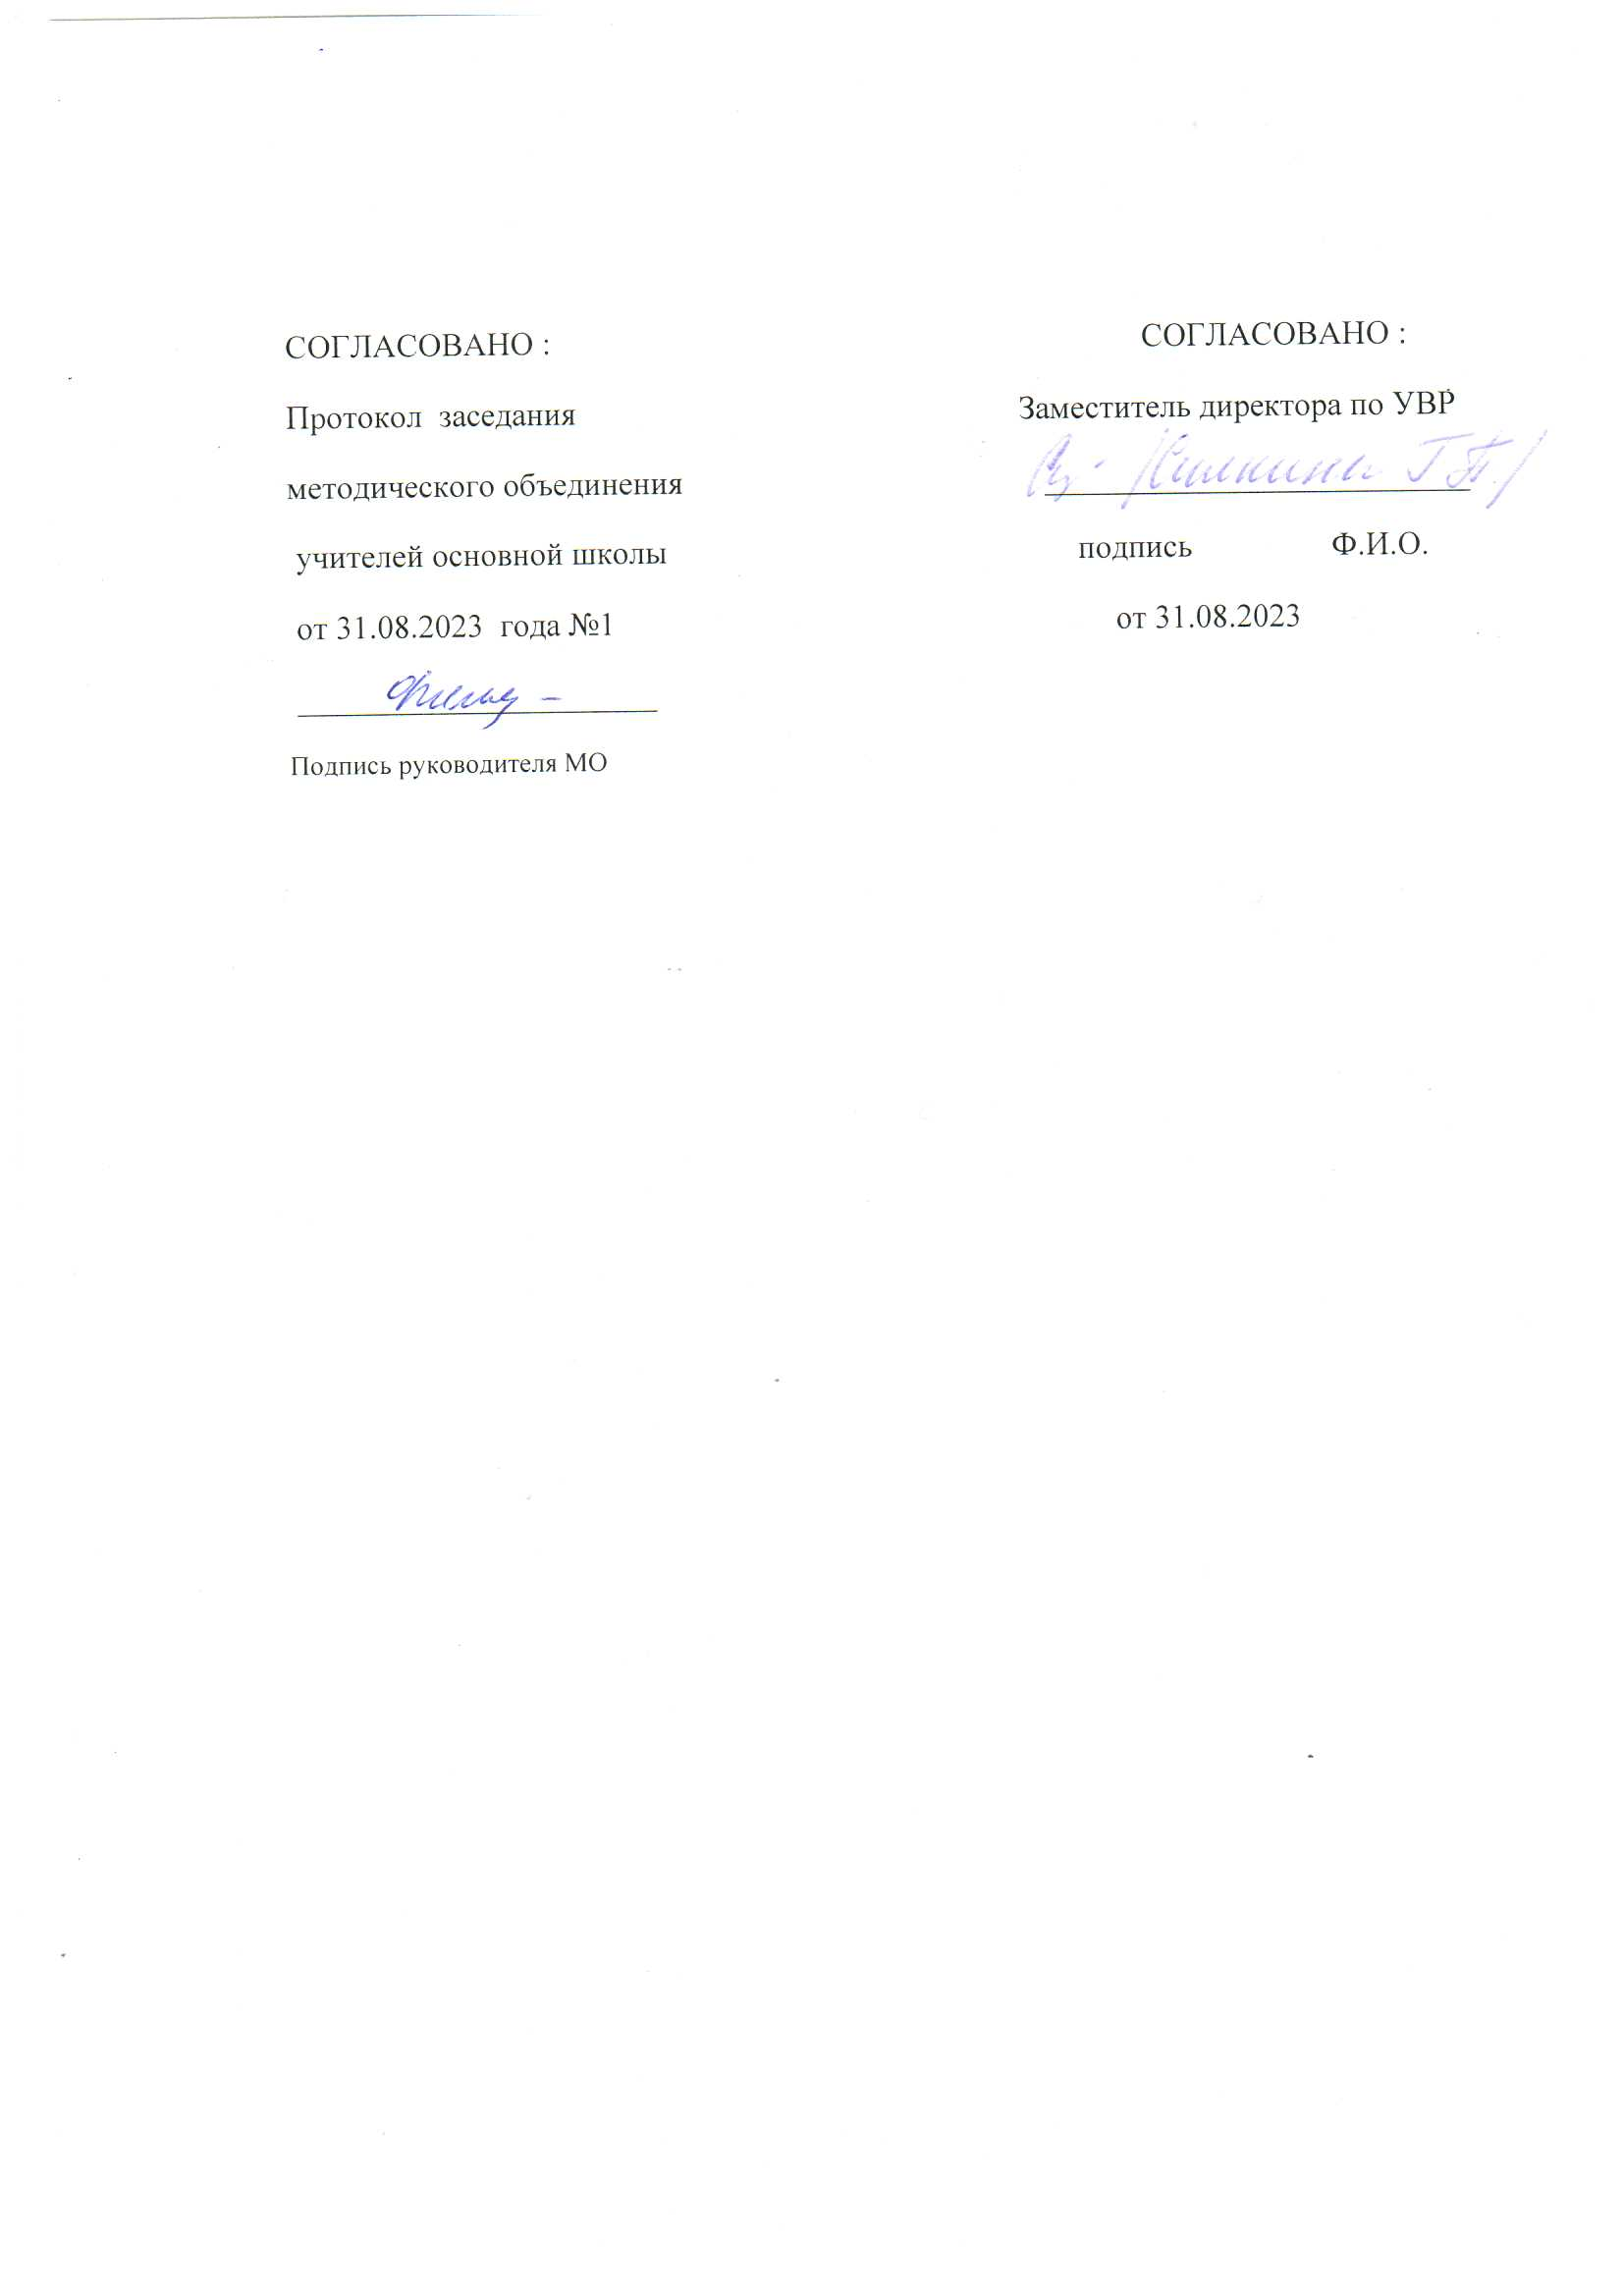 СОГЛАСОВАНО :
Протокол  заседания
методического объединения
учителей основной школы
от 31.08.2023  года №1
Подпись руководителя МО
СОГЛАСОВАНО :
Заместитель директора по УВР
Г.П./
подпись Ф.И.О.
от 31.08.2023